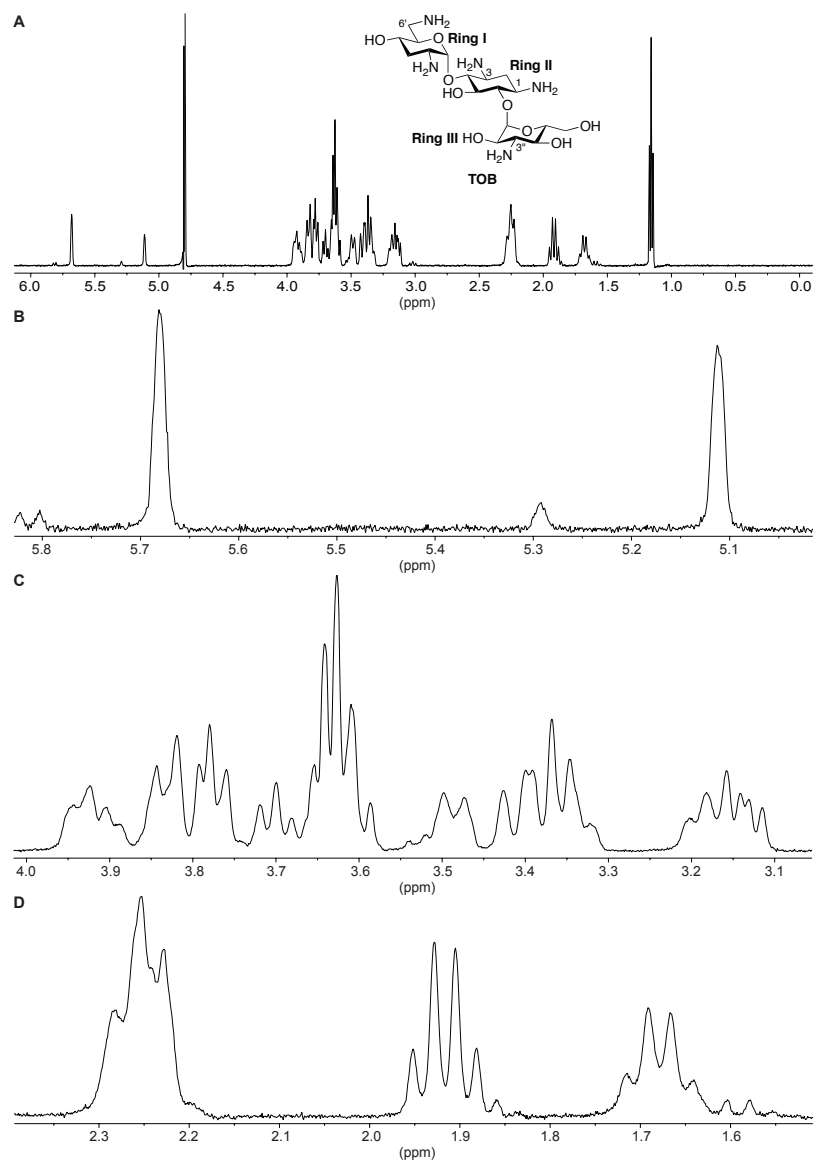 A
NH₂
6'
O
Ring I
HO
H₂N
NH₂
H₂N
3
Ring II
O
1
NH₂
HO
O
O
OH
Ring III
HO
OH
H₂N
3"
TOB
6.0 5.5 5.0 4.5 4.0 3.5 3.0 2.5 2.0 1.5 1.0 0.5 0.0
(ppm)
B
5.8 5.7 5.6 5.5 5.4 5.3 5.2 5.1
(ppm)
C
4.0 3.9 3.8 3.7 3.6 3.5 3.4 3.3 3.2 3.1
(ppm)
D
2.3 2.2 2.1 2.0 1.9 1.8 1.7 1.6
(ppm)